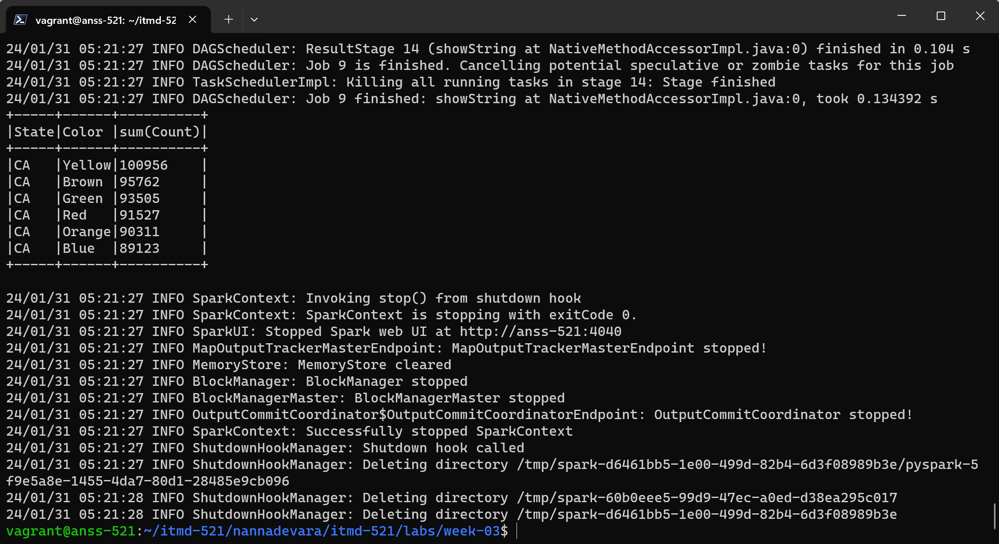 vagrant@anss-521: ~/itmd-52
24/01/31 05:21:27 INFO DAGScheduler: ResultStage 14 (showString at NativeMethodAccessorImpl.java:0) finished in 0.104 s
24/01/31 05:21:27 INFO DAGScheduler: Job 9 is finished. Cancelling potential speculative or zombie tasks for this job
24/01/31 05:21:27 INFO TaskSchedulerImpl: Killing all running tasks in stage 14: Stage finished
24/01/31 05:21:27 INFO DAGScheduler: Job 9 finished: showString at NativeMethodAccessorImpl.java:0, took 0.134392 s
+-----+------+----------+
|State|Color |sum(Count)|
+-----+------+----------+
|CA   |Yellow|100956    |
|CA   |Brown |95762     |
|CA   |Green |93505     |
|CA   |Red   |91527     |
|CA   |Orange|90311     |
|CA   |Blue  |89123     |
+-----+------+----------+
24/01/31 05:21:27 INFO SparkContext: Invoking stop() from shutdown hook
24/01/31 05:21:27 INFO SparkContext: SparkContext is stopping with exitCode 0.
24/01/31 05:21:27 INFO SparkUI: Stopped Spark web UI at http://anss-521:4040
24/01/31 05:21:27 INFO MapOutputTrackerMasterEndpoint: MapOutputTrackerMasterEndpoint stopped!
24/01/31 05:21:27 INFO MemoryStore: MemoryStore cleared
24/01/31 05:21:27 INFO BlockManager: BlockManager stopped
24/01/31 05:21:27 INFO BlockManagerMaster: BlockManagerMaster stopped
24/01/31 05:21:27 INFO OutputCommitCoordinator$OutputCommitCoordinatorEndpoint: OutputCommitCoordinator stopped!
24/01/31 05:21:27 INFO SparkContext: Successfully stopped SparkContext
24/01/31 05:21:27 INFO ShutdownHookManager: Shutdown hook called
24/01/31 05:21:27 INFO ShutdownHookManager: Deleting directory /tmp/spark-d6461bb5-1e00-499d-82b4-6d3f08989b3e/pyspark-5
f9e5a8e-1455-4da7-80d1-28485e9cb096
24/01/31 05:21:28 INFO ShutdownHookManager: Deleting directory /tmp/spark-60b0eee5-99d9-47ec-a0ed-d38ea295c017
24/01/31 05:21:28 INFO ShutdownHookManager: Deleting directory /tmp/spark-d6461bb5-1e00-499d-82b4-6d3f08989b3e
vagrant@anss-521:~/itmd-521/nannadevara/itmd-521/labs/week-03$